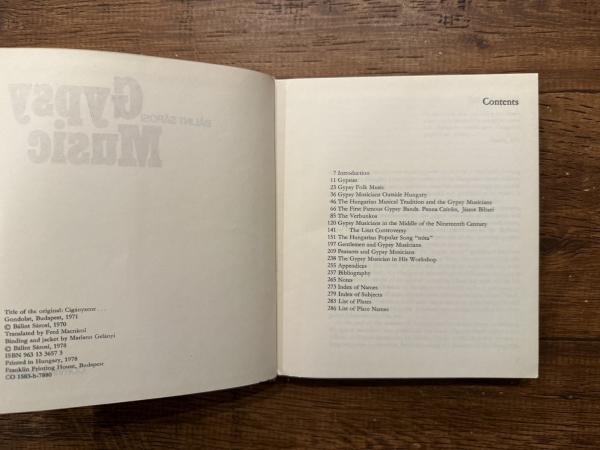 Gypsy
Music
BÁLINT SÁROSI
Title of the original: Cigányzene . . .
Gondolat, Budapest, 1971
© Bálint Sárosi, 1970
Translated by Fred Macnicol
Binding and jacket by Mariann Gelányi
© Bálint Sárosi, 1978
ISBN 963 13 3657 3
Printed in Hungary, 1978
Franklin Printing House, Budapest
CO 1583-h-7880
Contents
7 Introduction
11 Gypsies
23 Gypsy Folk Music
36 Gypsy Musicians Outside Hungary
46 The Hungarian Musical Tradition and the Gypsy Musicians
66 The First Famous Gypsy Bands. Panna Czinka, János Bihari
85 The Verbunkos
120 Gypsy Musicians in the Middle of the Nineteenth Century
141 The Liszt Controversy
151 The Hungarian Popular Song "nóta"
197 Gentlemen and Gypsy Musicians
209 Peasants and Gypsy Musicians
238 The Gypsy Musician in His Workshop
255 Appendices
257 Bibliography
265 Notes
273 Index of Names
279 Index of Subjects
283 List of Plates
286 List of Place Names